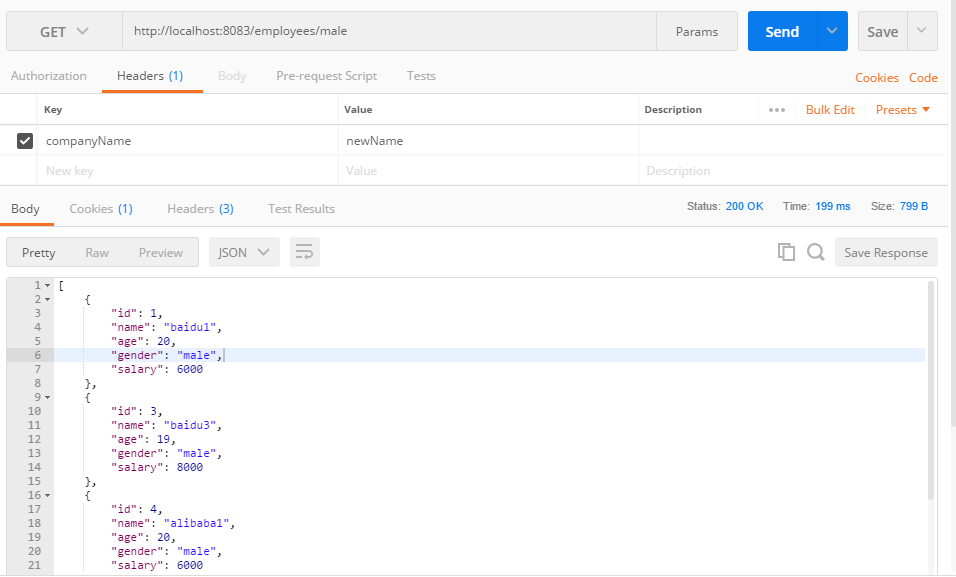 GET http://localhost:8083/employees/male Params Send Save
Authorization Headers (1) Body Pre-request Script Tests Cookies Code
Key Value Description Bulk Edit Presets
companyName newName
New key Value Description
Body Cookies (1) Headers (3) Test Results Status: 200 OK Time: 199 ms Size: 799 B
Pretty Raw Preview JSON Save Response
1 [
2 {
3 "id": 1,
4 "name": "baidu1",
5 "age": 20,
6 "gender": "male",
7 "salary": 6000
8 },
9 {
10 "id": 3,
11 "name": "baidu3",
12 "age": 19,
13 "gender": "male",
14 "salary": 8000
15 },
16 {
17 "id": 4,
18 "name": "alibaba1",
19 "age": 20,
20 "gender": "male",
21 "salary": 6000